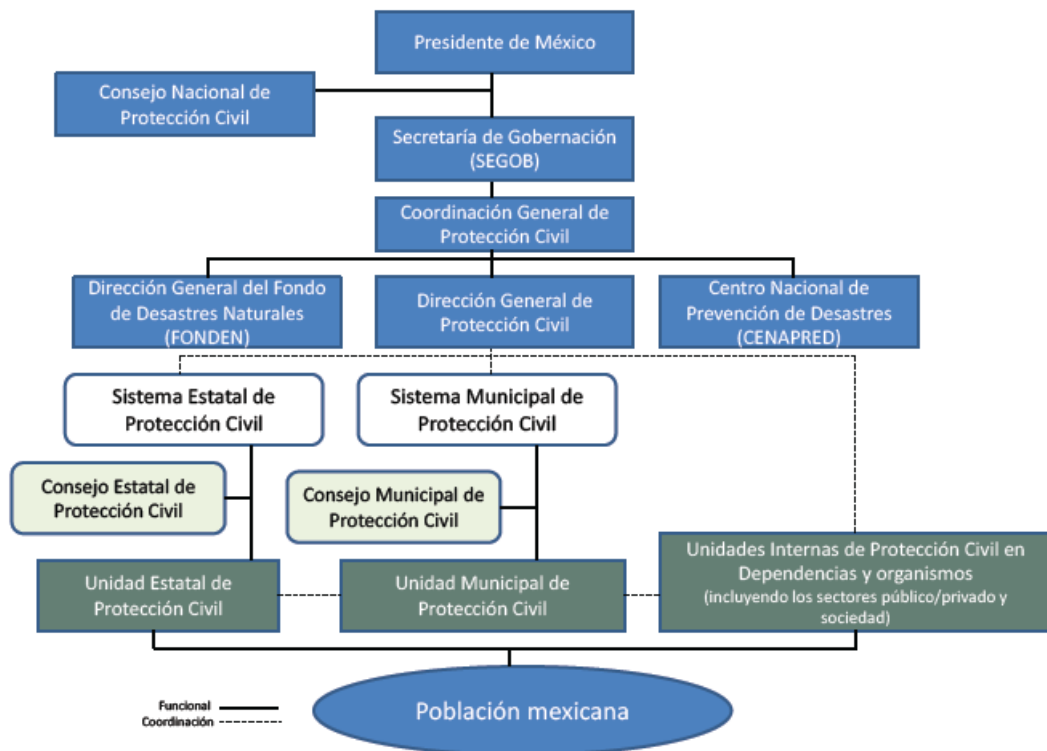 Presidente de México
Consejo Nacional de
Protección Civil
Secretaría de Gobernación
(SEGOB)
Coordinación General de
Protección Civil
Dirección General del Fondo
de Desastres Naturales
(FONDEN)
Dirección General de
Protección Civil
Centro Nacional de
Prevención de Desastres
(CENAPRED)
Sistema Estatal de
Protección Civil
Sistema Municipal de
Protección Civil
Consejo Estatal de
Protección Civil
Consejo Municipal de
Protección Civil
Unidad Estatal de
Protección Civil
Unidad Municipal de
Protección Civil
Unidades Internas de Protección Civil en
Dependencias y organismos
(incluyendo los sectores público/privado y
sociedad)
Funcional
Coordinación
Población mexicana